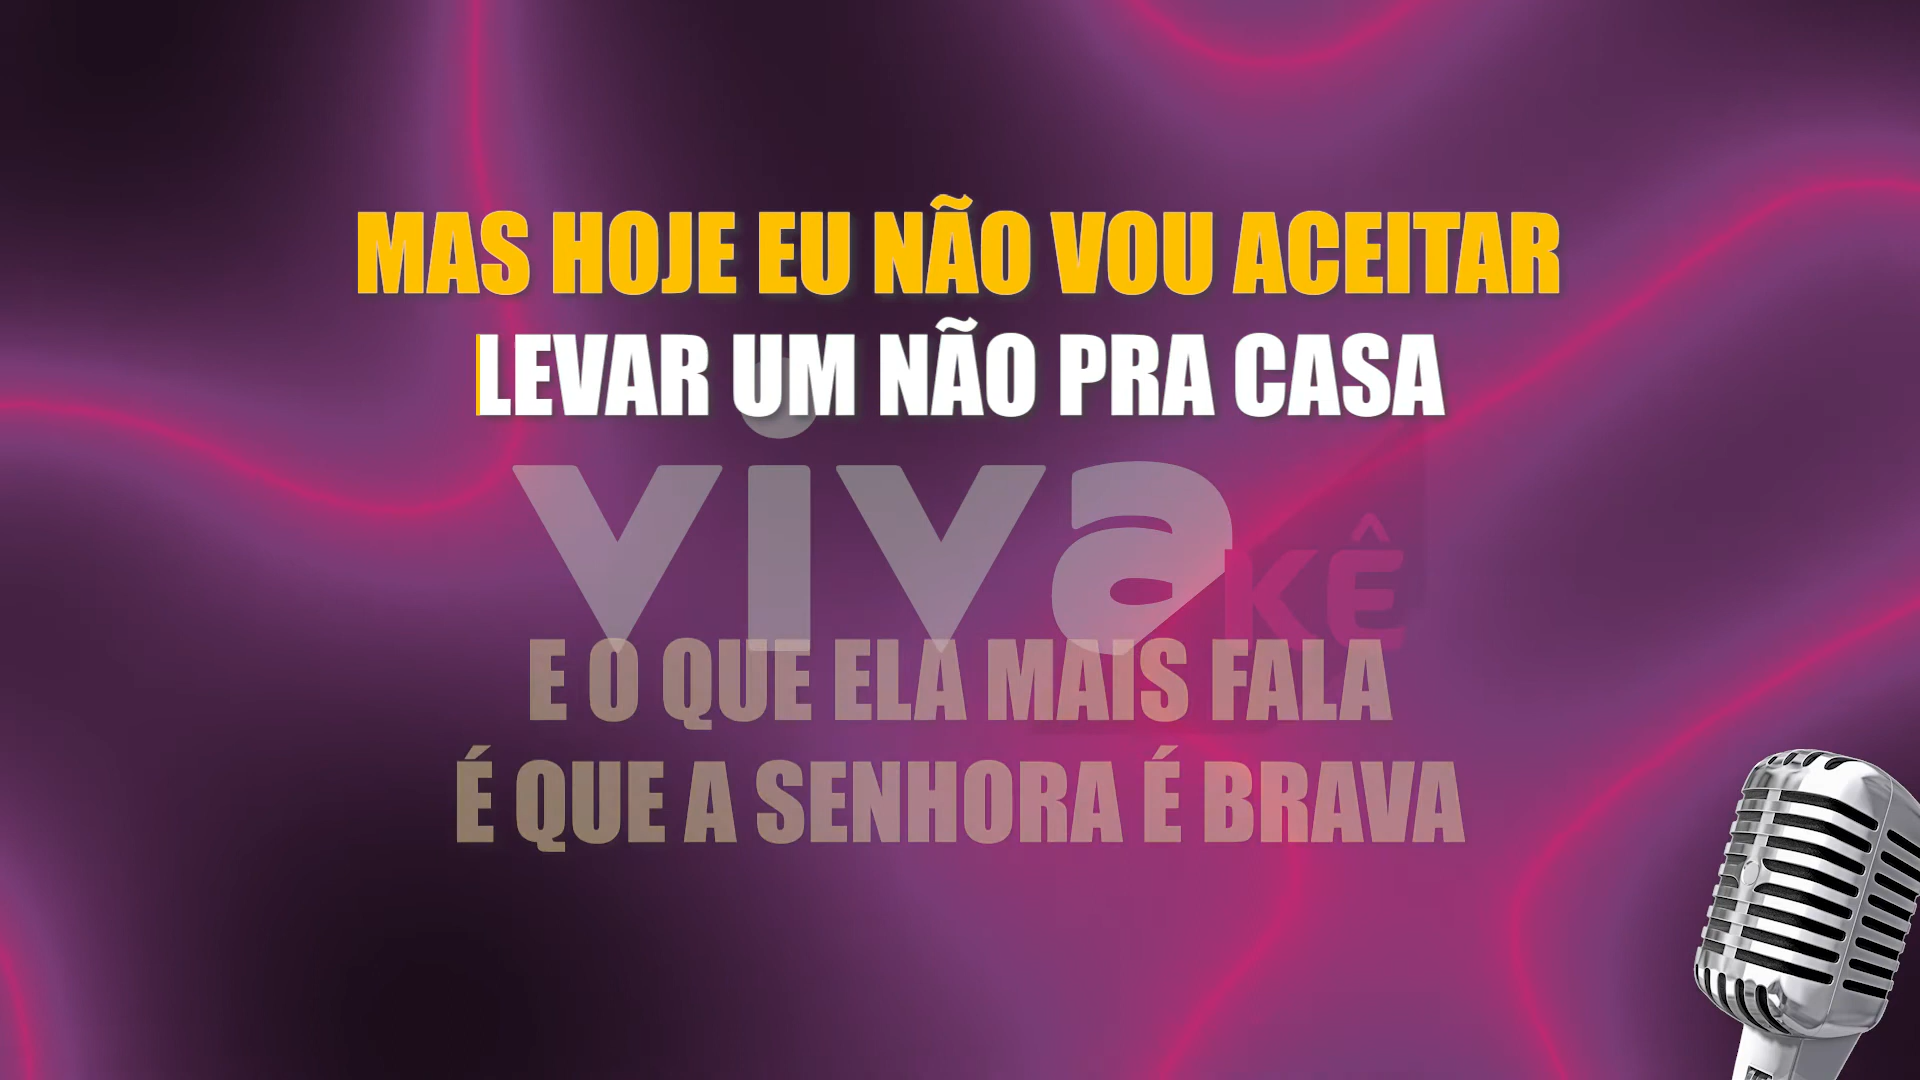 MAS HOJE EU NÃO VOU ACEITAR
LEVAR UM NÃO PRA CASA
viva KÊ
E O QUE ELA MAIS FALA
É QUE A SENHORA É BRAVA